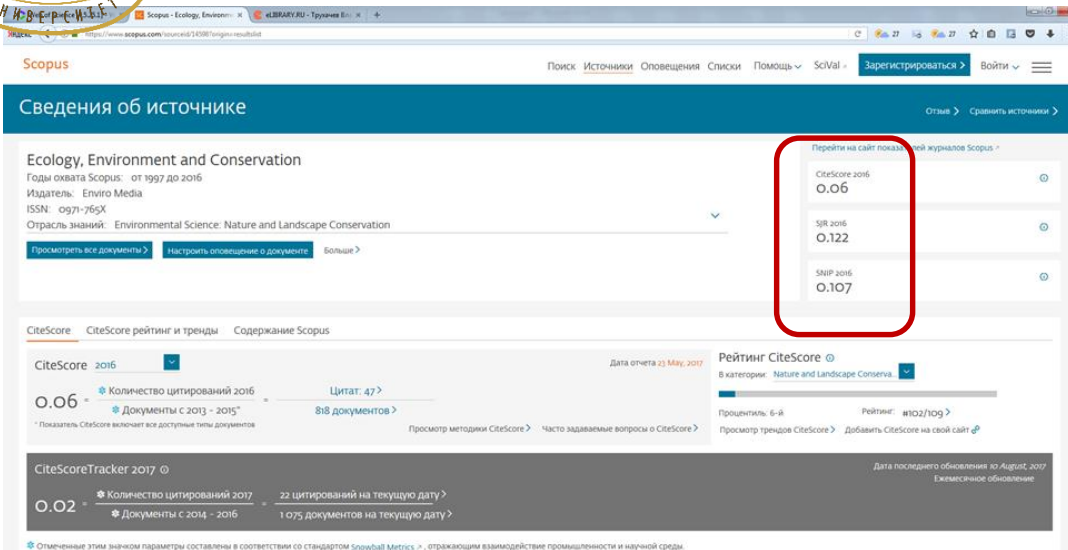 УНИВЕРСИТЕТ
Scopus - Ecology, Environm
eLIBRARY.RU - Трухачев Вла
https://www.scopus.com/sourceid/14500?origin=resultslist
27 27
Scopus
Поиск Источники Оповещения Списки Помощь SciVal Зарегистрироваться Войти
Сведения об источнике
Отзыв Сравнить источники
Ecology, Environment and Conservation
Годы охвата Scopus: от 1997 до 2016
Издатель: Enviro Media
ISSN: 0971-765X
Отрасль знаний: Environmental Science: Nature and Landscape Conservation
Просмотреть все документы > Настроить оповещение о документе Больше >
Перейти на сайт показателей журналов Scopus
CiteScore 2016
0.06
SJR 2016
0.122
SNIP 2016
0.107
CiteScore CiteScore рейтинг и тренды Содержание Scopus
CiteScore 2016
Дата отчета 23 May, 2017
0.06 = Количество цитирований 2016 = Цитат: 47 >
Документы с 2013 - 2015* 818 документов >
* Показатель CiteScore включает все доступные типы документов
Просмотр методики CiteScore > Часто задаваемые вопросы о CiteScore >
Рейтинг CiteScore
В категории: Nature and Landscape Conserva...
Процентиль: 6-й Рейтинг: #102/109 >
Просмотр трендов CiteScore > Добавить CiteScore на свой сайт
CiteScoreTracker 2017
Дата последнего обновления 10 August, 2017
Ежемесячное обновление
0.02 = Количество цитирований 2017 = 22 цитирований на текущую дату >
Документы с 2014 - 2016 1 075 документов на текущую дату >
Отмеченные этим значком параметры составлены в соответствии со стандартом Snowball Metrics, отражающим взаимодействие промышленности и научной среды.